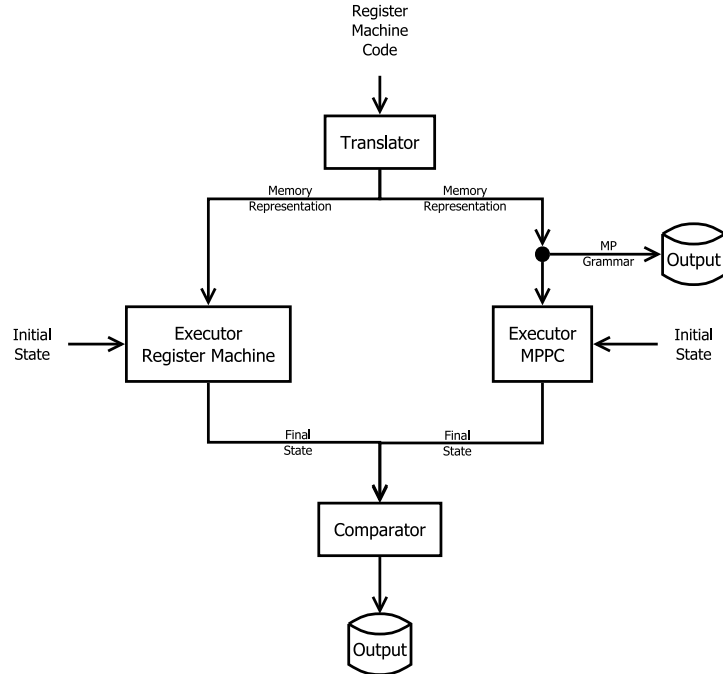 Register
Machine
Code
Translator
Memory
Representation
Memory
Representation
MP
Grammar
Output
Initial
State
Executor
Register Machine
Executor
MPPC
Initial
State
Final
State
Final
State
Comparator
Output